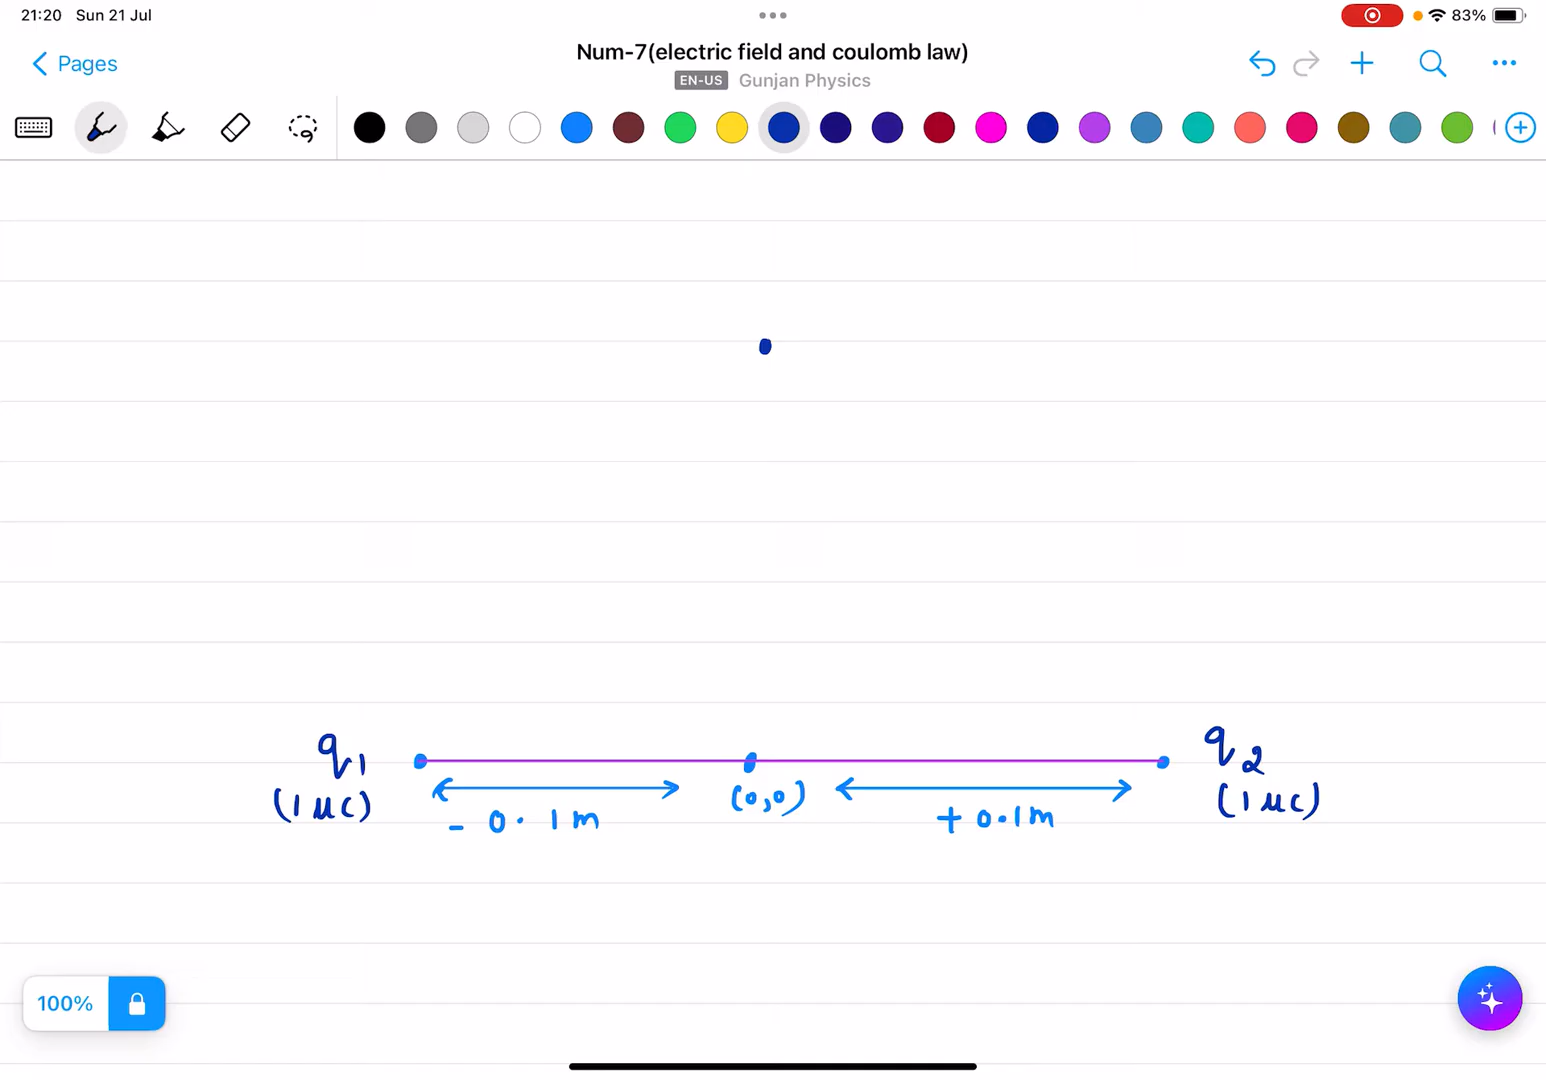 21:20 Sun 21 Jul
83%
Pages
Num-7(electric field and coulomb law)
EN-US Gunjan Physics
q1
q2
(1 μc)
(0,0)
(1 μc)
- 0.1m
+ 0.1m
100%